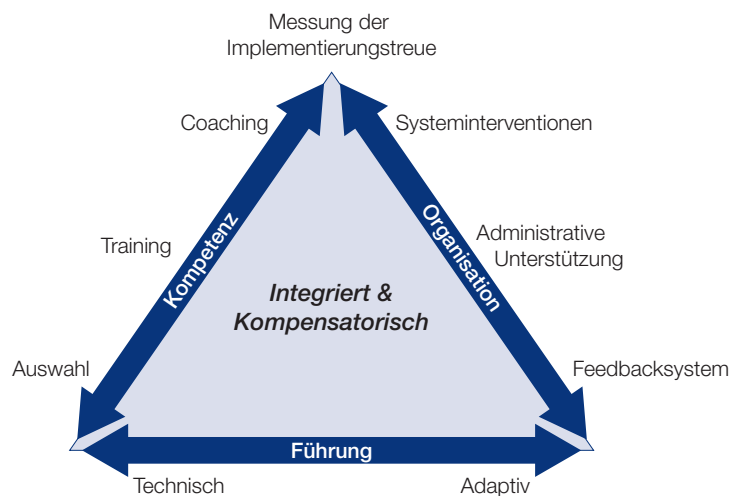 Messung der
Implementierungstreue
Coaching
Systeminterventionen
Training
Kompetenz
Organisation
Administrative
Unterstützung
Integriert &
Kompensatorisch
Auswahl
Feedbacksystem
Führung
Technisch
Adaptiv